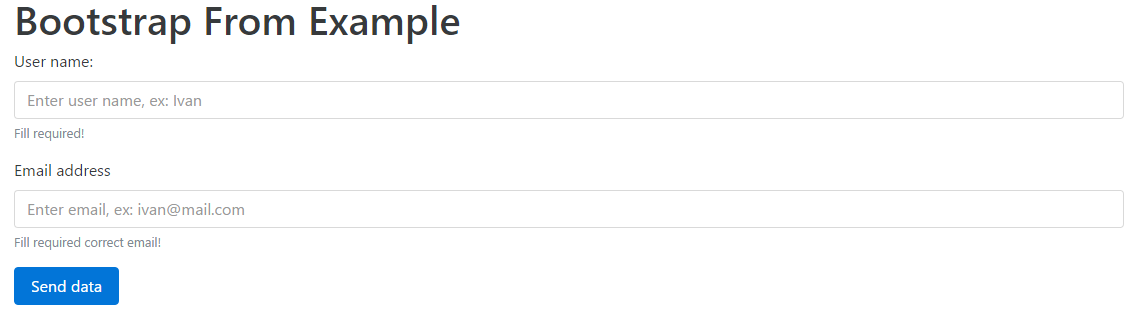 Bootstrap From Example
User name:
Enter user name, ex: Ivan
Fill required!
Email address
Enter email, ex: ivan@mail.com
Fill required correct email!
Send data